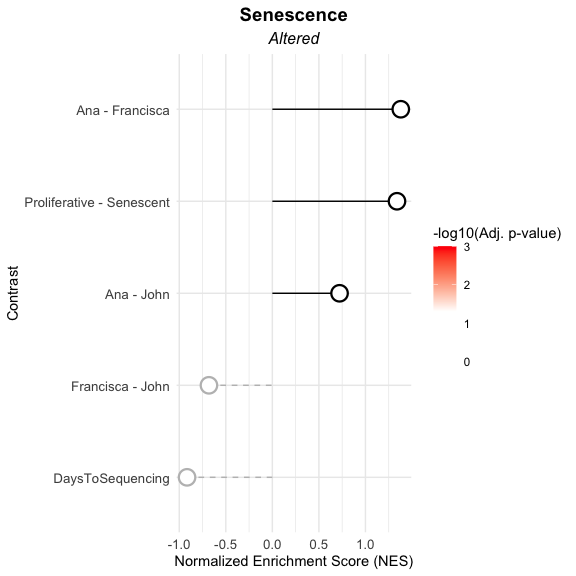 Senescence
Altered
Ana - Francisca
Proliferative - Senescent
Ana - John
Francisca - John
DaysToSequencing
Contrast
-1.0 -0.5 0.0 0.5 1.0
Normalized Enrichment Score (NES)
-log10(Adj. p-value)
3
2
1
0